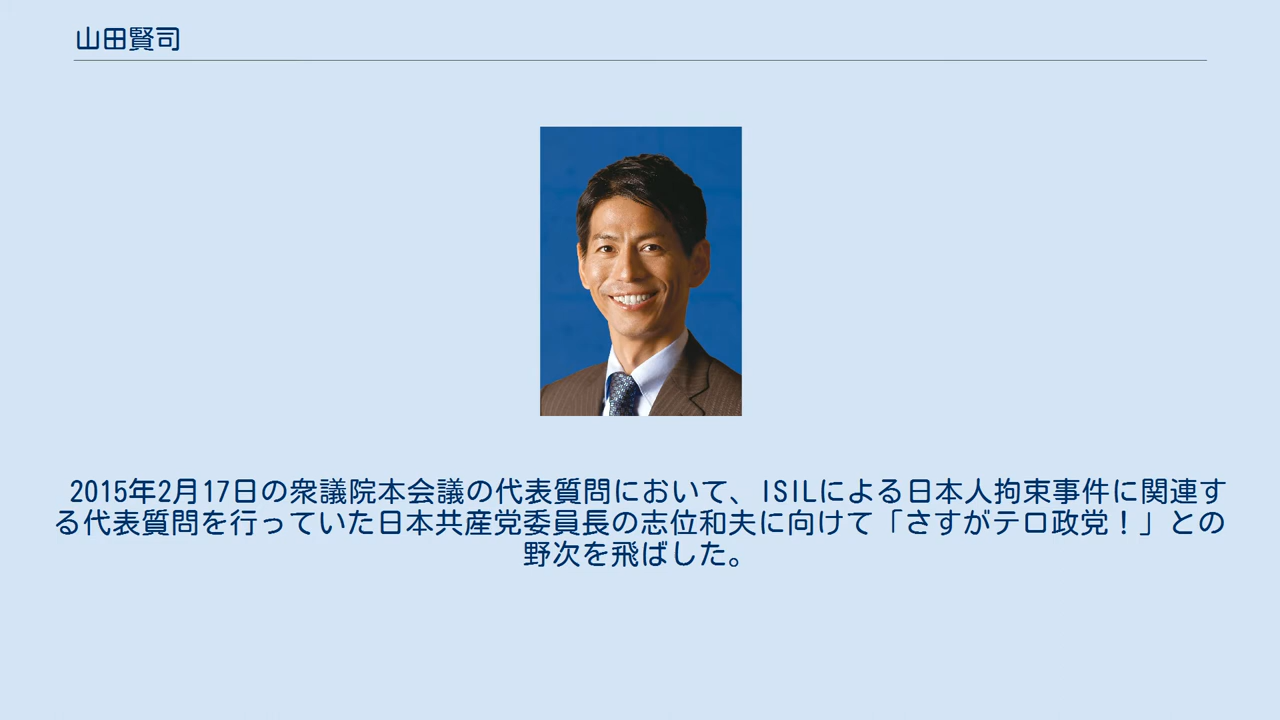 山田賢司
2015年2月17日の衆議院本会議の代表質問において、ISILによる日本人拘束事件に関連す
る代表質問を行っていた日本共産党委員長の志位和夫に向けて「さすがテロ政党！」との
野次を飛ばした。